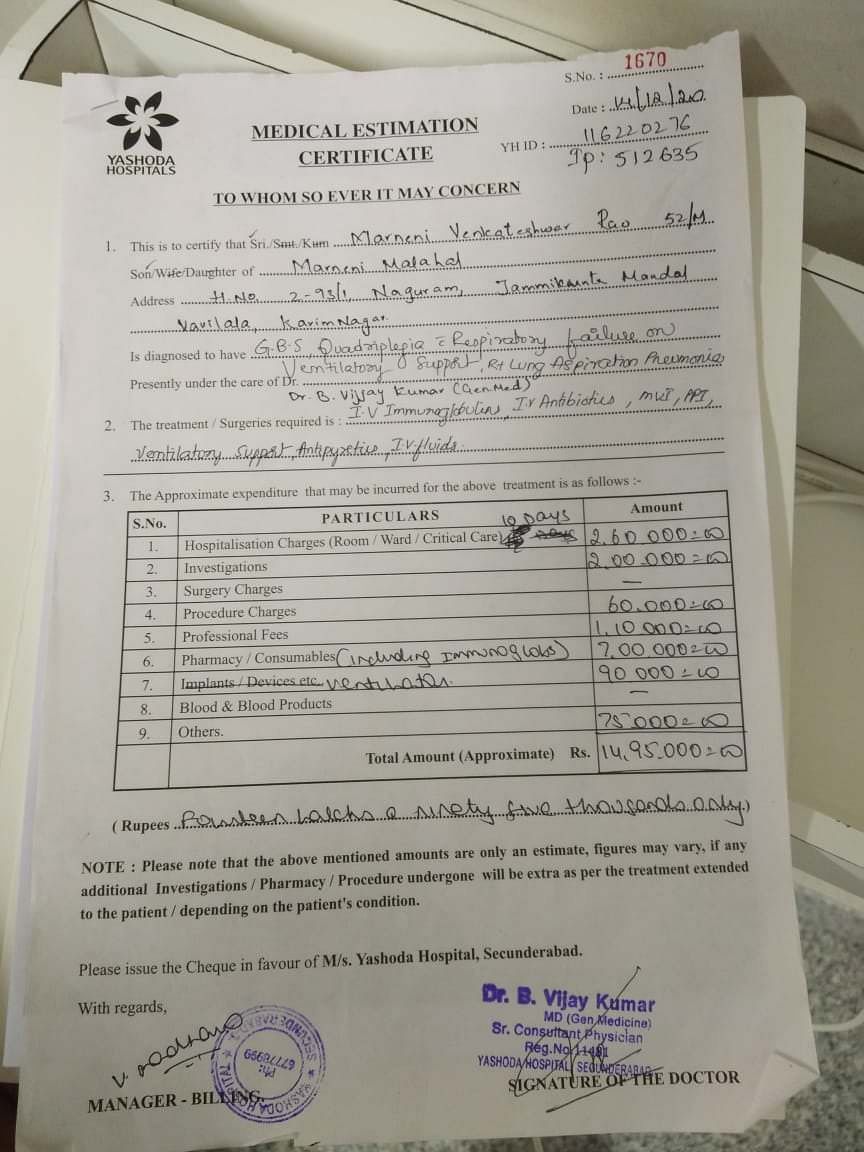 S.No. : 1670
YASHODA
HOSPITALS
MEDICAL ESTIMATION
CERTIFICATE
Date : 14/12/20
YH ID : 116220276
Ip: 512635
TO WHOM SO EVER IT MAY CONCERN
1. This is to certify that Sri./Smt./Kum Marneni Venkateshwar Rao 52/M
Son/Wife/Daughter of Marneni Malahal
Address H.No. 2-93/1, Naguram, Jammikunta Mandal
Vavilala, KarimNagar.
Is diagnosed to have G.B.S, Quadriplegia c Respiratory failure on
Ventilatory Support, Rt Lung Aspiration Pneumonia
Presently under the care of Dr.
Dr. B. Vijay Kumar (Gen Med)
2. The treatment / Surgeries required is : I.V Immunoglobulins, Iv Antibiotics, MVI, PPI,
Ventilatory Support, Antipyretics, I.V.fluids.
3. The Approximate expenditure that may be incurred for the above treatment is as follows :-
S.No. PARTICULARS Amount
1. Hospitalisation Charges (Room / Ward / Critical Care) 10 Days 2,60,000=00
2. Investigations 2,00,000=00
3. Surgery Charges —
4. Procedure Charges 60,000=00
5. Professional Fees 1,10,000=00
6. Pharmacy / Consumables (including Immunoglobs) 7,00,000=00
7. Implants / Devices etc. Ventilator. 90,000=00
8. Blood & Blood Products —
9. Others. 75,000=00
Total Amount (Approximate) Rs. 14,95,000=00
( Rupees Fourteen Lakhs & ninety five thousands only.)
NOTE : Please note that the above mentioned amounts are only an estimate, figures may vary, if any
additional Investigations / Pharmacy / Procedure undergone will be extra as per the treatment extended
to the patient / depending on the patient's condition.
Please issue the Cheque in favour of M/s. Yashoda Hospital, Secunderabad.
With regards,
Dr. B. Vijay Kumar
MD (Gen.Medicine)
Sr. Consultant Physician
Reg.No.11491
YASHODA HOSPITAL SECUNDERABAD
YASHODA HOSPITAL ★ SECUNDERABAD ★
Ph:
67778999
MANAGER - BILLING.
SIGNATURE OF THE DOCTOR